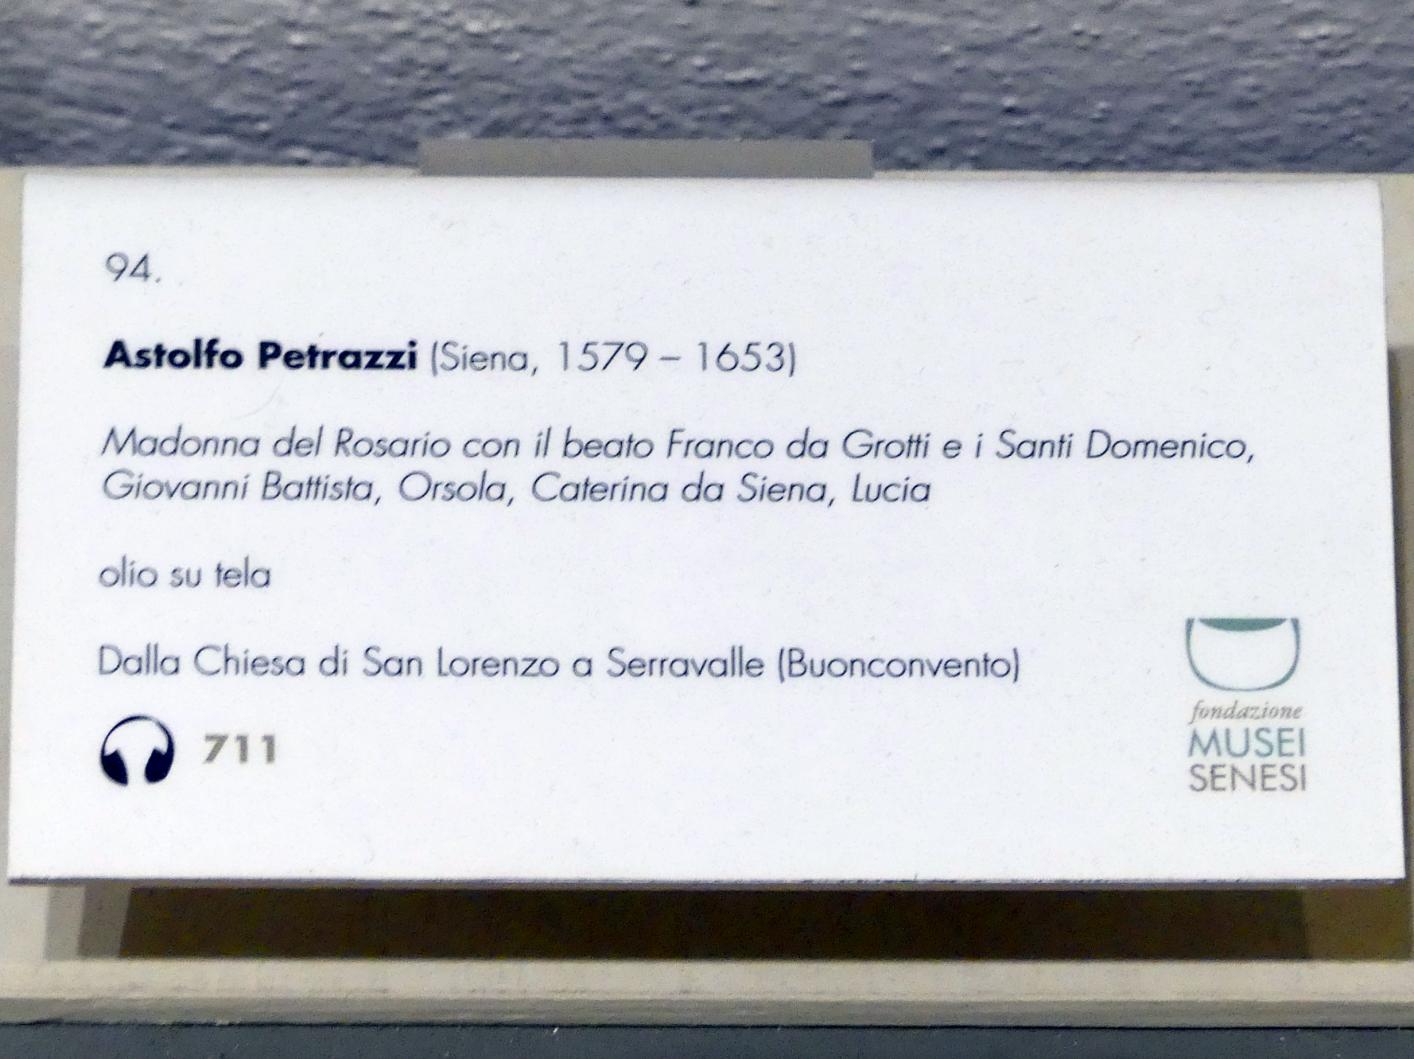 94.
Astolfo Petrazzi (Siena, 1579 – 1653)
Madonna del Rosario con il beato Franco da Grotti e i Santi Domenico,
Giovanni Battista, Orsola, Caterina da Siena, Lucia
olio su tela
Dalla Chiesa di San Lorenzo a Serravalle (Buonconvento)
711
fondazione
MUSEI
SENESI